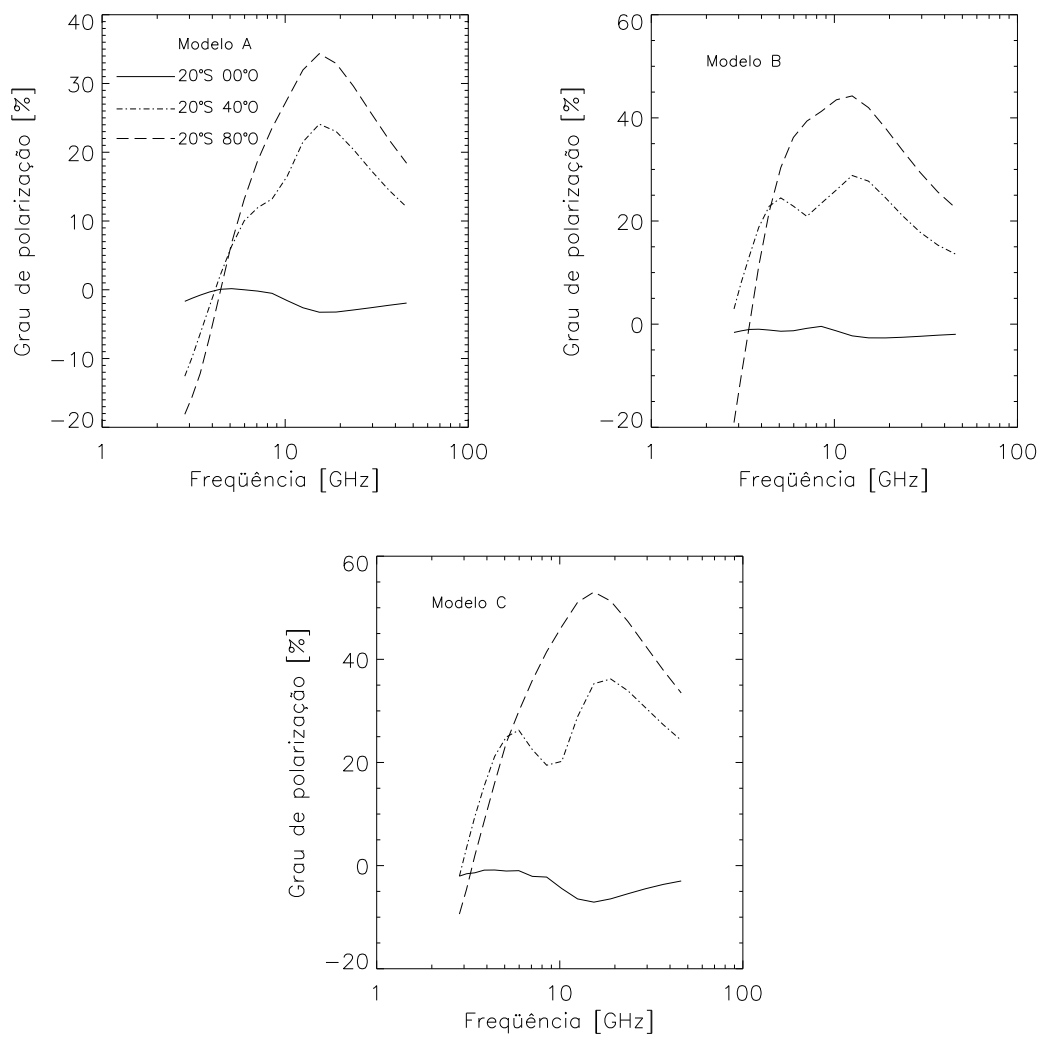 40
30
20
10
0
−10
−20
Grau de polarização [%]
Modelo A
20°S 00°O
20°S 40°O
20°S 80°O
1
10
100
Freqüência [GHz]
60
40
20
0
−20
Grau de polarização [%]
Modelo B
1
10
100
Freqüência [GHz]
60
40
20
0
−20
Grau de polarização [%]
Modelo C
1
10
100
Freqüência [GHz]